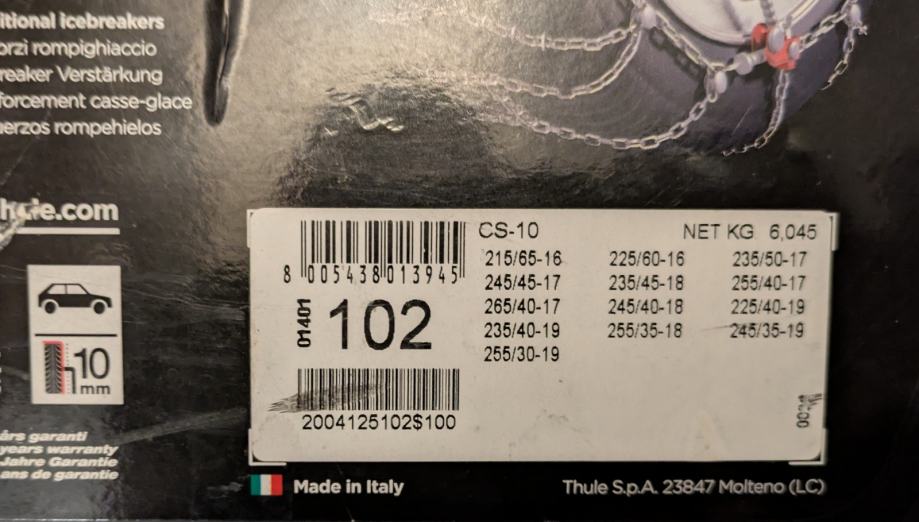 itional icebreakers
orzi rompighiaccio
reaker Verstärkung
forcement casse-glace
uerzos rompehielos
hule.com
10
mm
års garanti
years warranty
Jahre Garantie
ans de garantie
8 005438 013945
01401
102
2004125102$100
CS-10 NET KG 6,045
215/65-16 225/60-16 235/50-17
245/45-17 235/45-18 255/40-17
265/40-17 245/40-18 225/40-19
235/40-19 255/35-18 245/35-19
255/30-19
Made in Italy
Thule S.p.A. 23847 Molteno (LC)